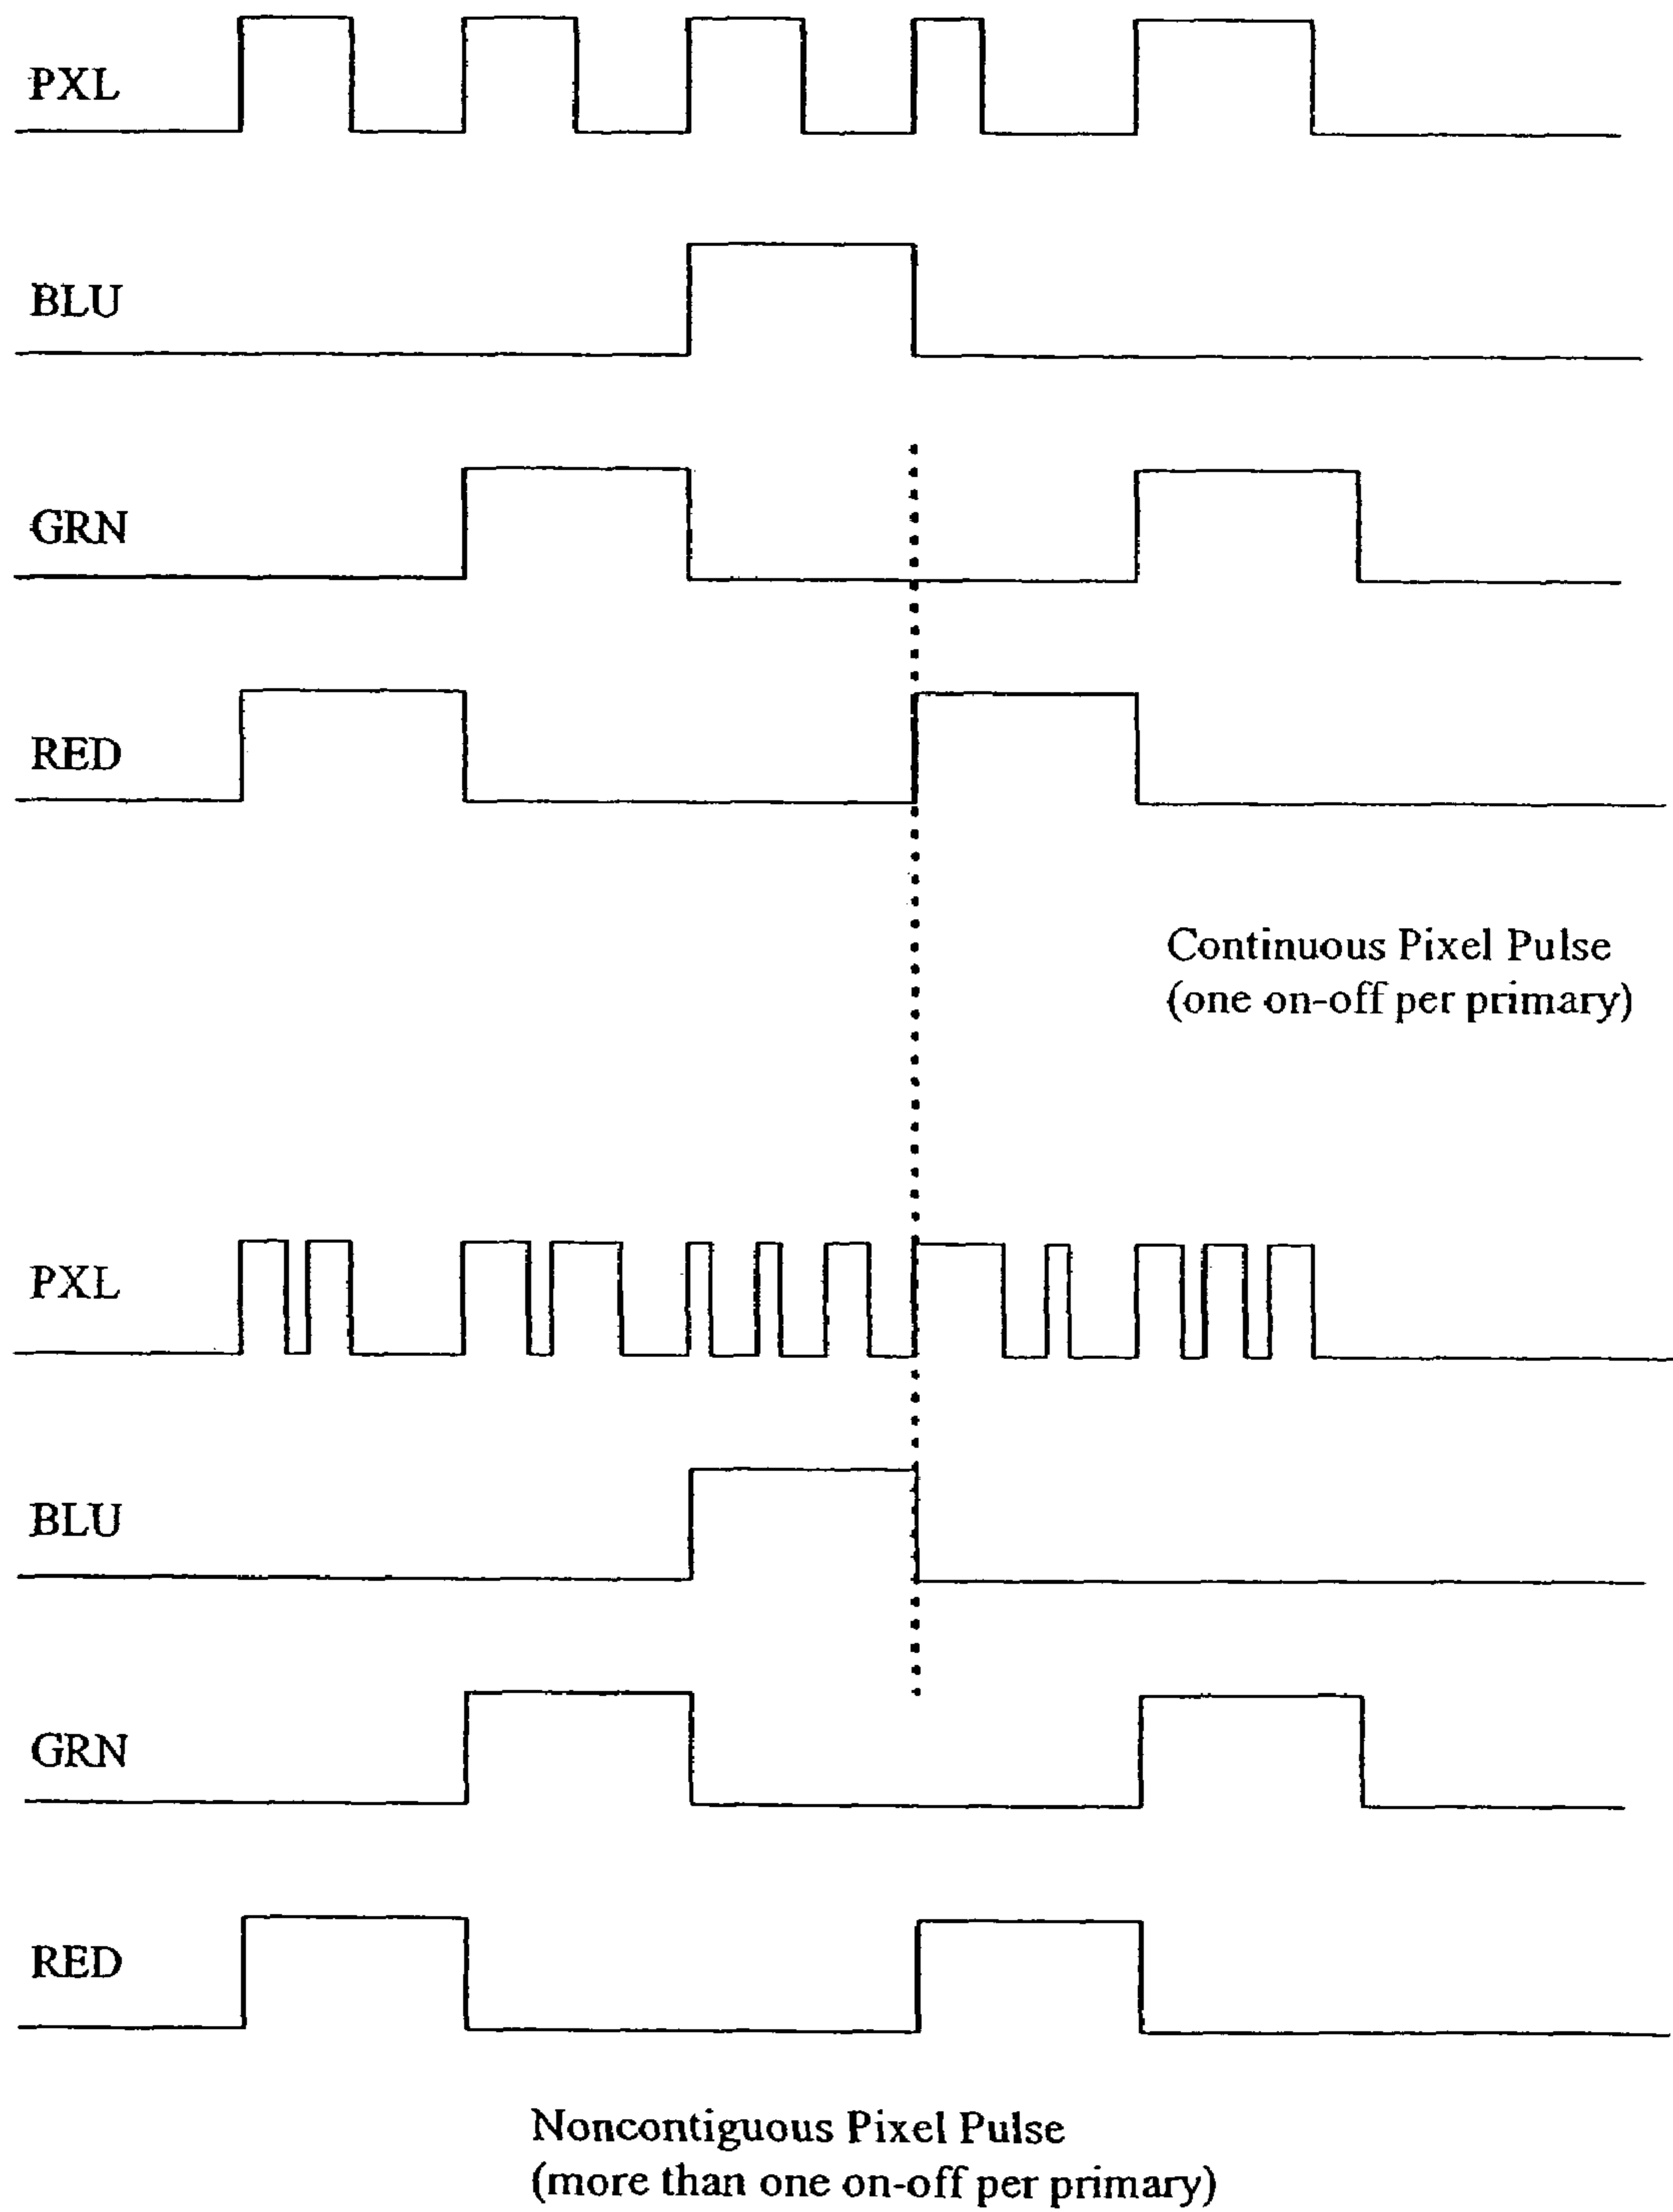 PXL
BLU
GRN
RED
Continuous Pixel Pulse
(one on-off per primary)
PXL
BLU
GRN
RED
Noncontiguous Pixel Pulse
(more than one on-off per primary)